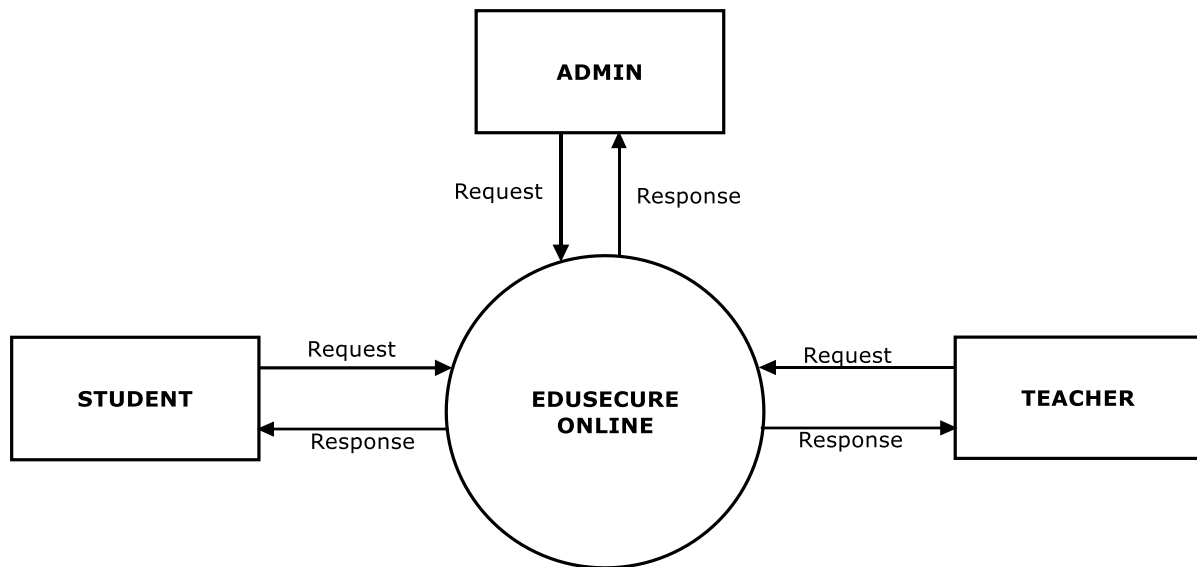 ADMIN
Request
Response
Request
Request
STUDENT
EDUSECURE
ONLINE
TEACHER
Response
Response